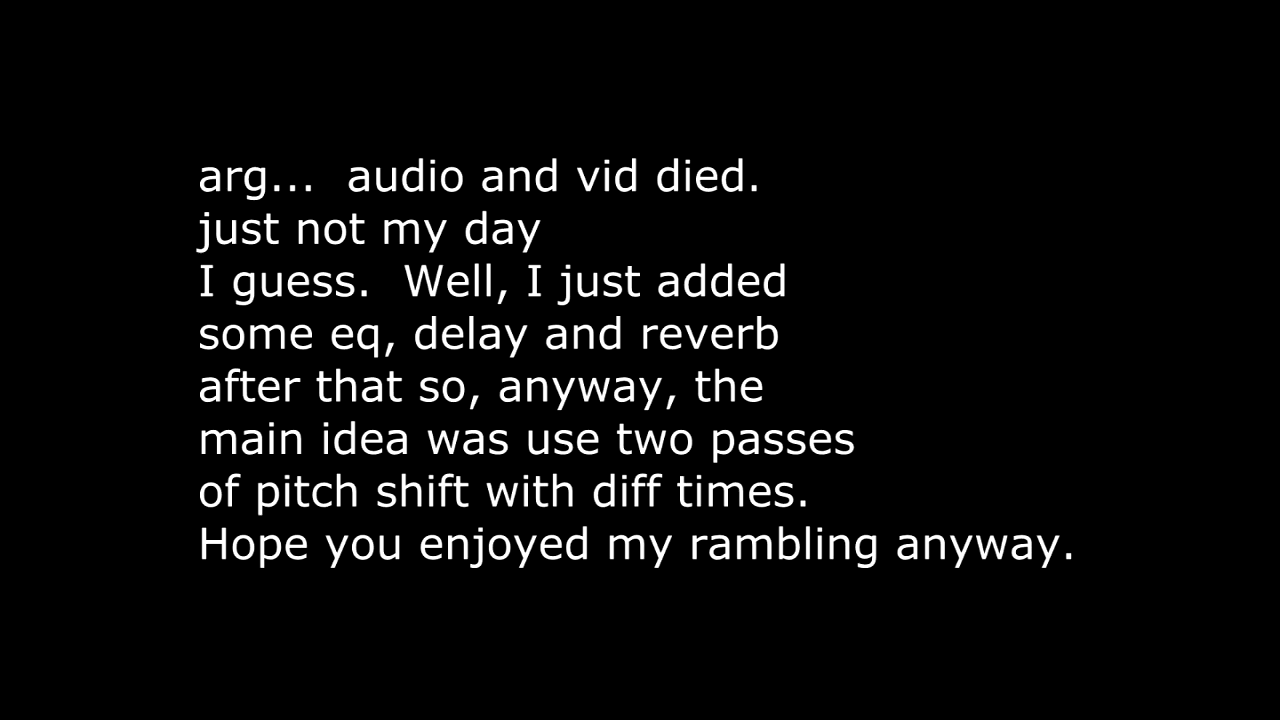 arg...  audio and vid died.
just not my day
I guess.  Well, I just added
some eq, delay and reverb
after that so, anyway, the
main idea was use two passes
of pitch shift with diff times.
Hope you enjoyed my rambling anyway.